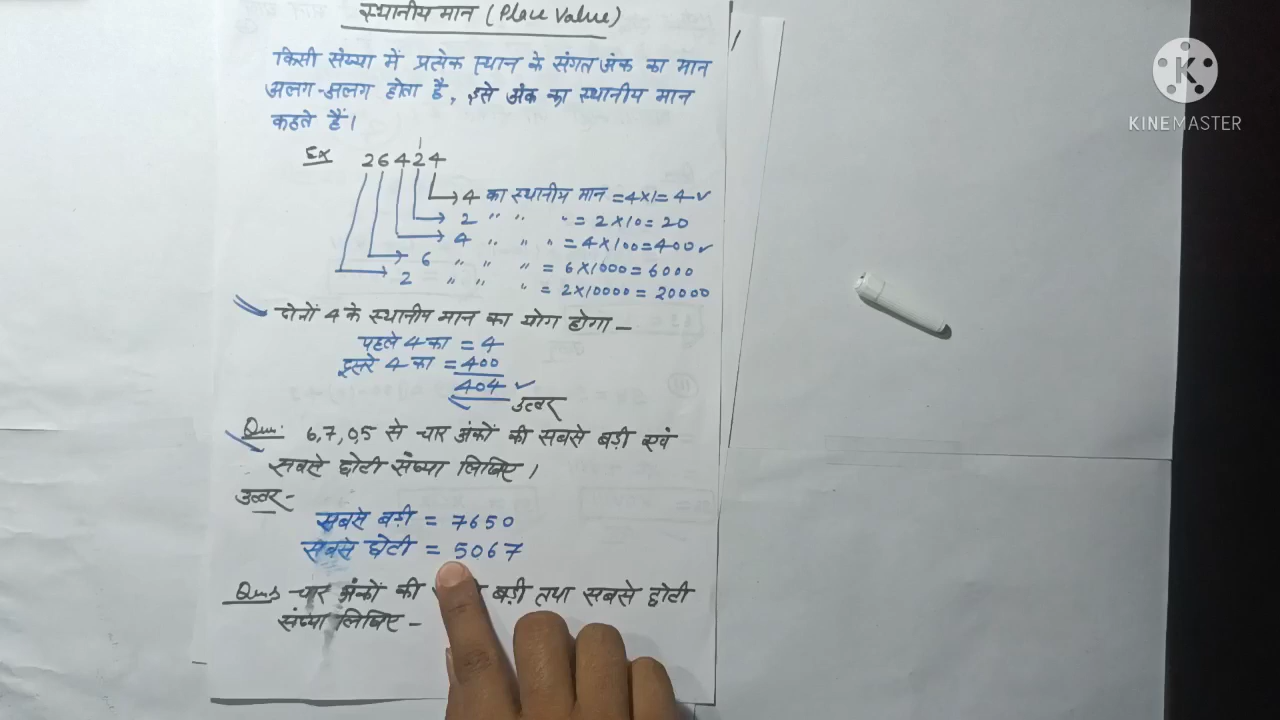 स्थानीय मान (Place Value)
किसी संख्या में प्रत्येक स्थान के संगत अंक का मान
अलग-अलग होता है, इसे अंक का स्थानीय मान
कहते हैं।
Ex 26424
4 का स्थानीय मान = 4×1= 4 ✓
2 " " " = 2×10 = 20
4 " " " = 4×100=400 ✓
6 " " " = 6×1000 = 6000
2 " " " = 2×10000 = 20000
दोनों 4 के स्थानीय मान का योग होगा –
पहले 4 का = 4
दूसरे 4 का = 400
404 ✓
उत्तर
Que: 6,7,0,5 से चार अंकों की सबसे बड़ी एवं
सबसे छोटी संख्या लिखिए।
उत्तर -
सबसे बड़ी = 7650
सबसे छोटी = 5067
चार अंकों की बड़ी तथा सबसे छोटी
संख्या लिखिए -
KINEMASTER